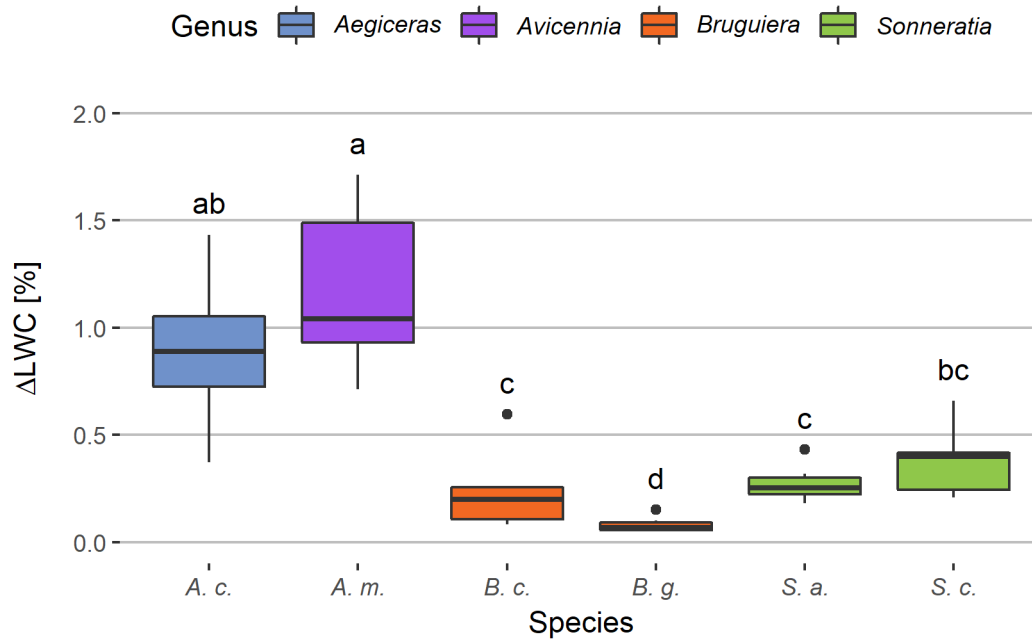 Genus Aegiceras Avicennia Bruguiera Sonneratia
2.0
1.5
1.0
0.5
0.0
ΔLWC [%]
ab
a
c
d
c
bc
A. c. A. m. B. c. B. g. S. a. S. c.
Species